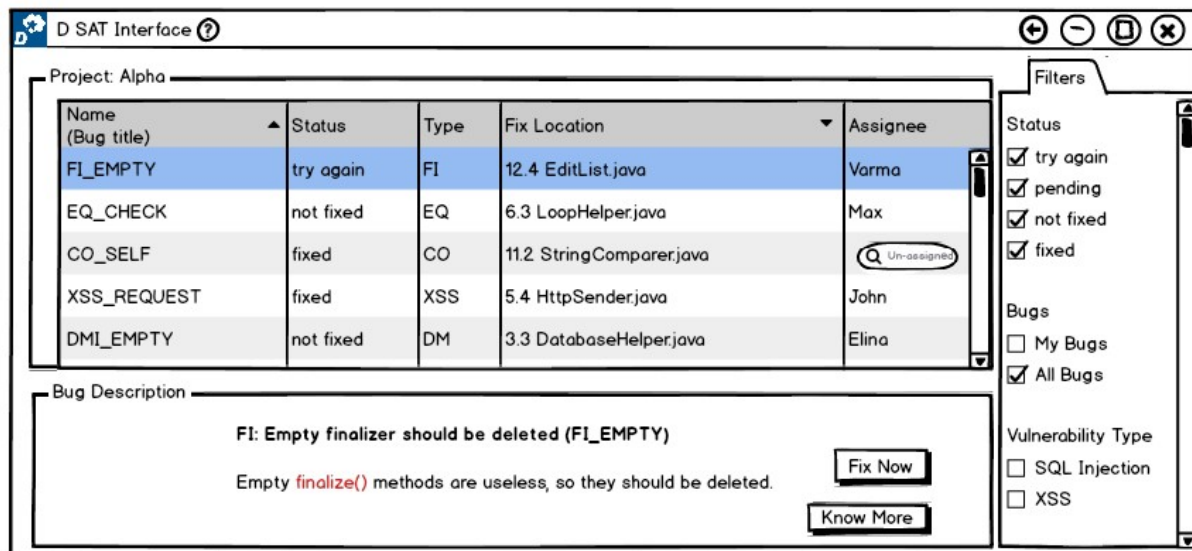 D
D SAT Interface ?
Project: Alpha
Name
(Bug title) Status Type Fix Location Assignee
FI_EMPTY try again FI 12.4 EditList.java Varma
EQ_CHECK not fixed EQ 6.3 LoopHelper.java Max
CO_SELF fixed CO 11.2 StringComparer.java Un-assigned
XSS_REQUEST fixed XSS 5.4 HttpSender.java John
DMI_EMPTY not fixed DM 3.3 DatabaseHelper.java Elina
Bug Description
FI: Empty finalizer should be deleted (FI_EMPTY)
Empty finalize() methods are useless, so they should be deleted.
Fix Now
Know More
Filters
Status
try again
pending
not fixed
fixed
Bugs
My Bugs
All Bugs
Vulnerability Type
SQL Injection
XSS